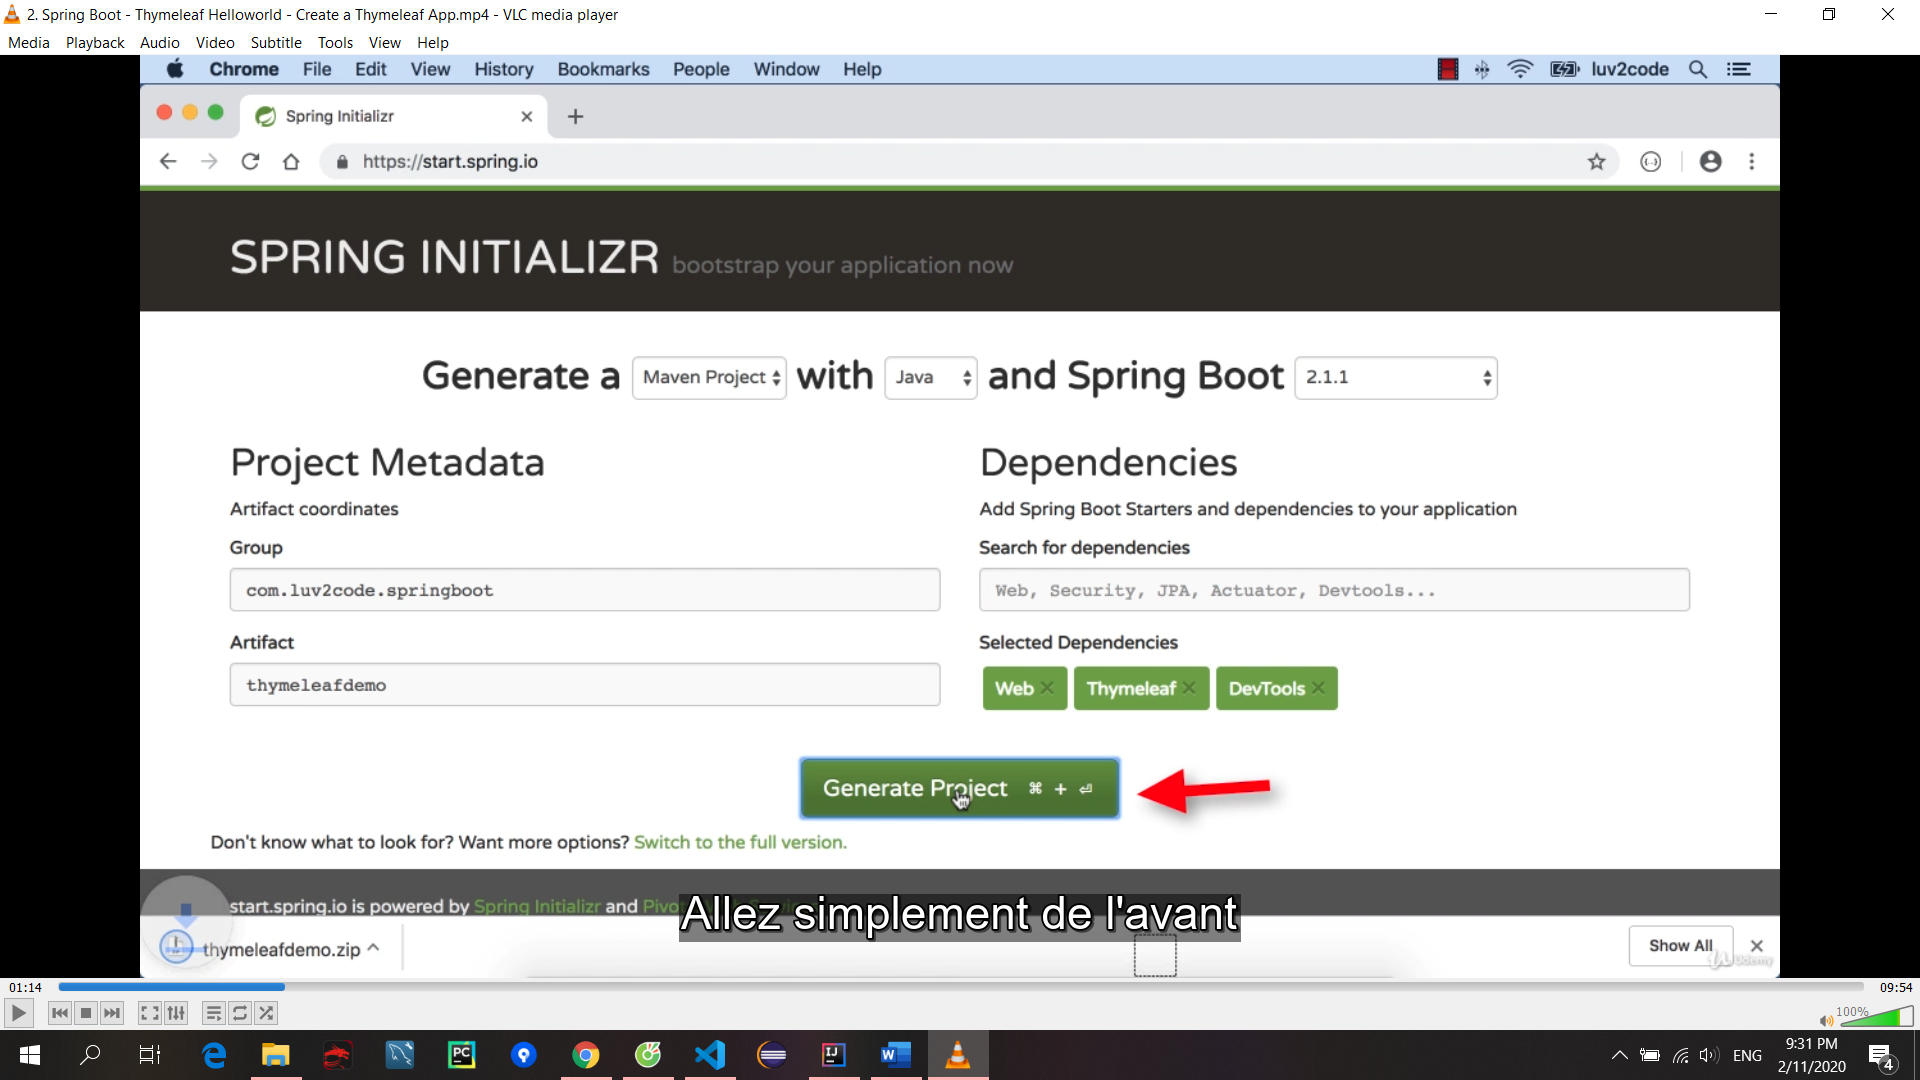 2. Spring Boot - Thymeleaf Helloworld - Create a Thymeleaf App.mp4 - VLC media player
Media Playback Audio Video Subtitle Tools View Help
Chrome File Edit View History Bookmarks People Window Help luv2code
Spring Initializr
https://start.spring.io
SPRING INITIALIZR bootstrap your application now
Generate a Maven Project with Java and Spring Boot 2.1.1
Project Metadata
Artifact coordinates
Group
com.luv2code.springboot
Artifact
thymeleafdemo
Dependencies
Add Spring Boot Starters and dependencies to your application
Search for dependencies
Web, Security, JPA, Actuator, Devtools...
Selected Dependencies
Web Thymeleaf DevTools
Generate Project ⌘ + ⏎
Don't know what to look for? Want more options? Switch to the full version.
start.spring.io is powered by Spring Initializr and
Allez simplement de l'avant
thymeleafdemo.zip
Show All
Udemy
01:14
09:54
100%
PC
IJ
W
ENG
9:31 PM
2/11/2020
4